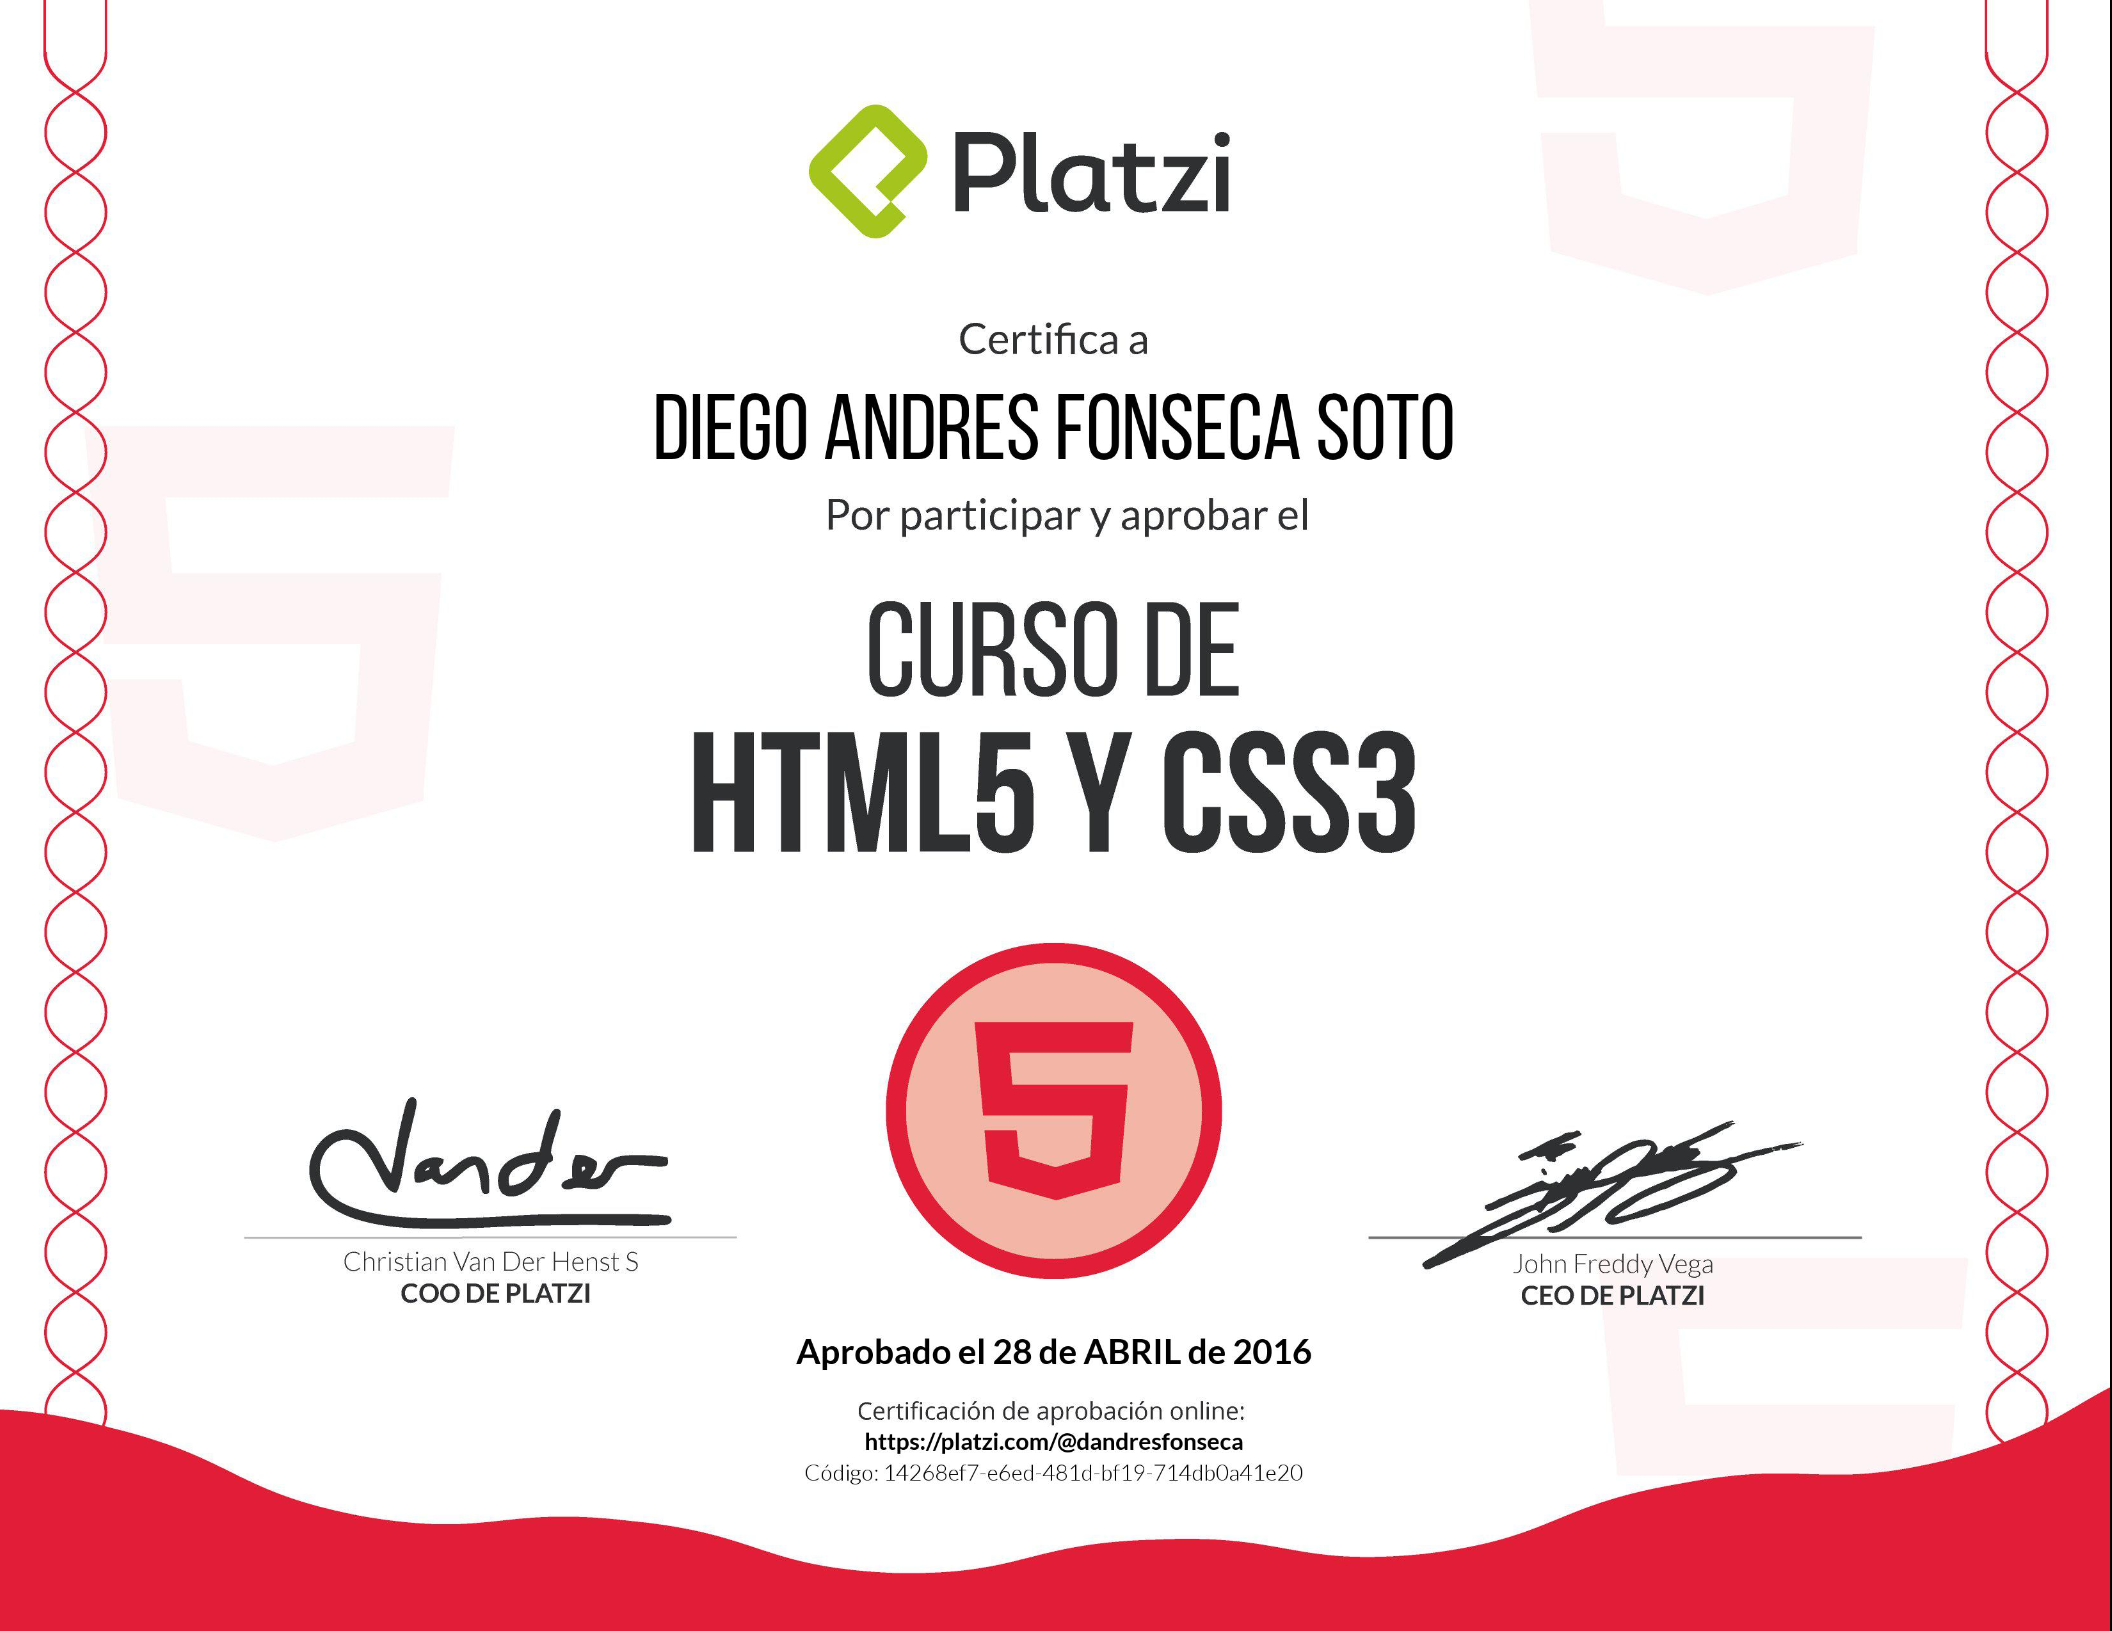 Platzi
Certifica a
DIEGO ANDRES FONSECA SOTO
Por participar y aprobar el
CURSO DE
HTML5 Y CSS3
5
Vander
Christian Van Der Henst S
COO DE PLATZI
John Freddy Vega
CEO DE PLATZI
Aprobado el 28 de ABRIL de 2016
Certificación de aprobación online:
https://platzi.com/@dandresfonseca
Código: 14268ef7-e6ed-481d-bf19-714db0a41e20